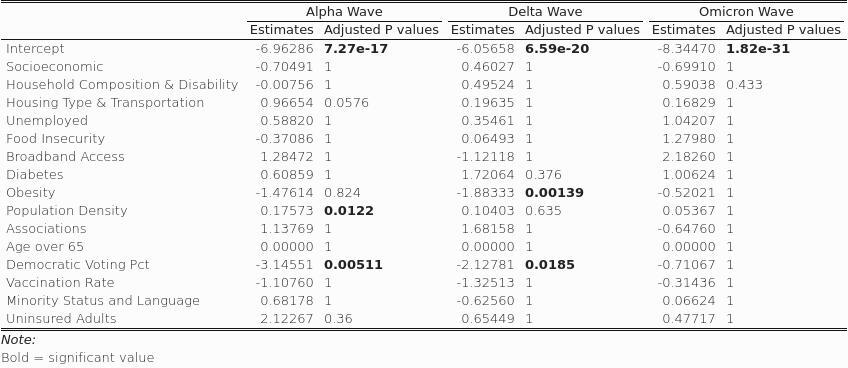 Alpha Wave Delta Wave Omicron Wave
Estimates Adjusted P values Estimates Adjusted P values Estimates Adjusted P values
Intercept -6.96286 7.27e-17 -6.05658 6.59e-20 -8.34470 1.82e-31
Socioeconomic -0.70491 1 0.46027 1 -0.69910 1
Household Composition & Disability -0.00756 1 0.49524 1 0.59038 0.433
Housing Type & Transportation 0.96654 0.0576 0.19635 1 0.16829 1
Unemployed 0.58820 1 0.35461 1 1.04207 1
Food Insecurity -0.37086 1 0.06493 1 1.27980 1
Broadband Access 1.28472 1 -1.12118 1 2.18260 1
Diabetes 0.60859 1 1.72064 0.376 1.00624 1
Obesity -1.47614 0.824 -1.88333 0.00139 -0.52021 1
Population Density 0.17573 0.0122 0.10403 0.635 0.05367 1
Associations 1.13769 1 1.68158 1 -0.64760 1
Age over 65 0.00000 1 0.00000 1 0.00000 1
Democratic Voting Pct -3.14551 0.00511 -2.12781 0.0185 -0.71067 1
Vaccination Rate -1.10760 1 -1.32513 1 -0.31436 1
Minority Status and Language 0.68178 1 -0.62560 1 0.06624 1
Uninsured Adults 2.12267 0.36 0.65449 1 0.47717 1
Note:
Bold = significant value